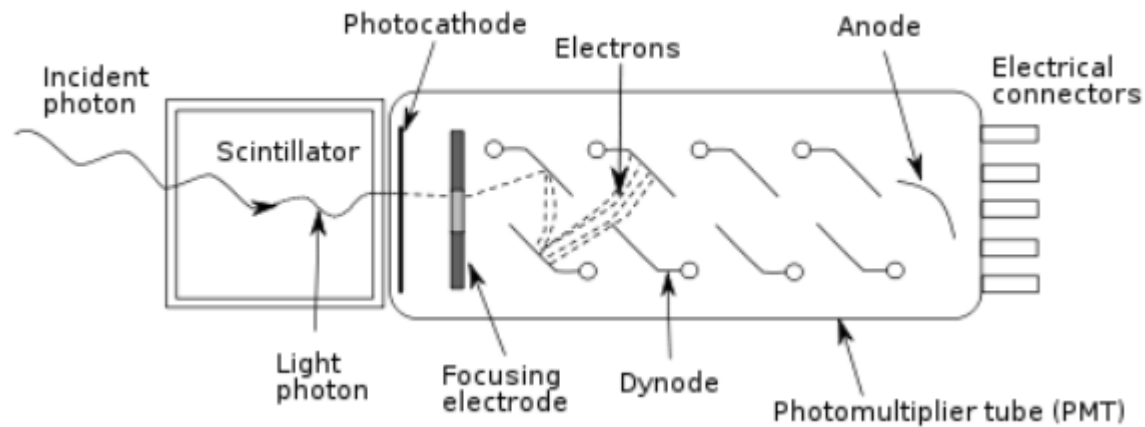 Photocathode
Electrons
Anode
Incident
photon
Electrical
connectors
Scintillator
Light
photon
Focusing
electrode
Dynode
Photomultiplier tube (PMT)